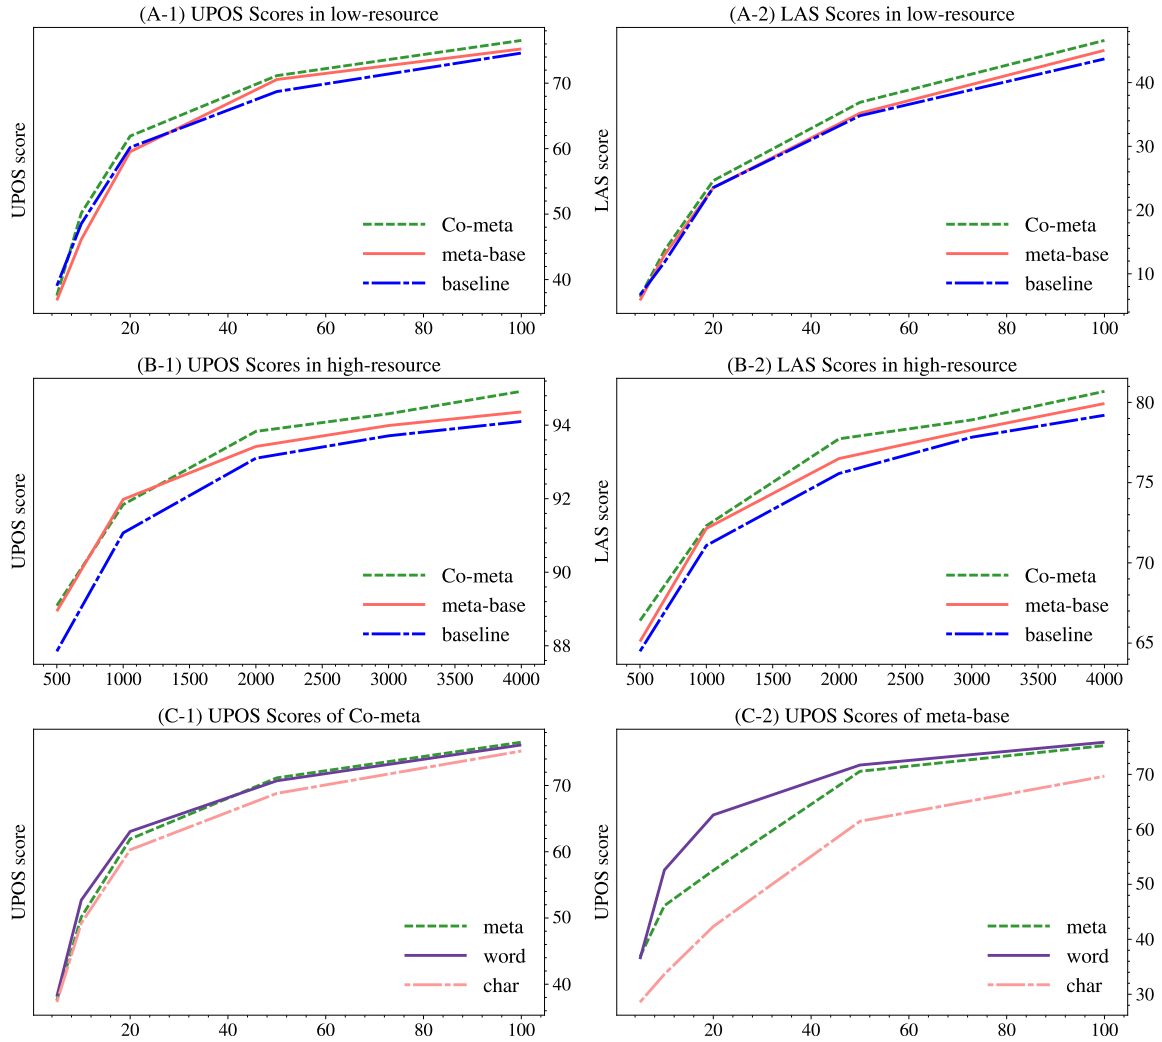 (A-1) UPOS Scores in low-resource
UPOS score
70
60
50
40
Co-meta
meta-base
baseline
20 40 60 80 100
(A-2) LAS Scores in low-resource
LAS score
40
30
20
10
Co-meta
meta-base
baseline
20 40 60 80 100
(B-1) UPOS Scores in high-resource
UPOS score
94
92
90
88
Co-meta
meta-base
baseline
500 1000 2000 3000 4000
(B-2) LAS Scores in high-resource
LAS score
80
75
70
65
Co-meta
meta-base
baseline
500 1000 2000 3000 4000
(C-1) UPOS Scores of Co-meta
UPOS score
70
60
50
40
meta
word
char
20 40 60 80 100
(C-2) UPOS Scores of meta-base
UPOS score
70
60
50
40
30
meta
word
char
20 40 60 80 100